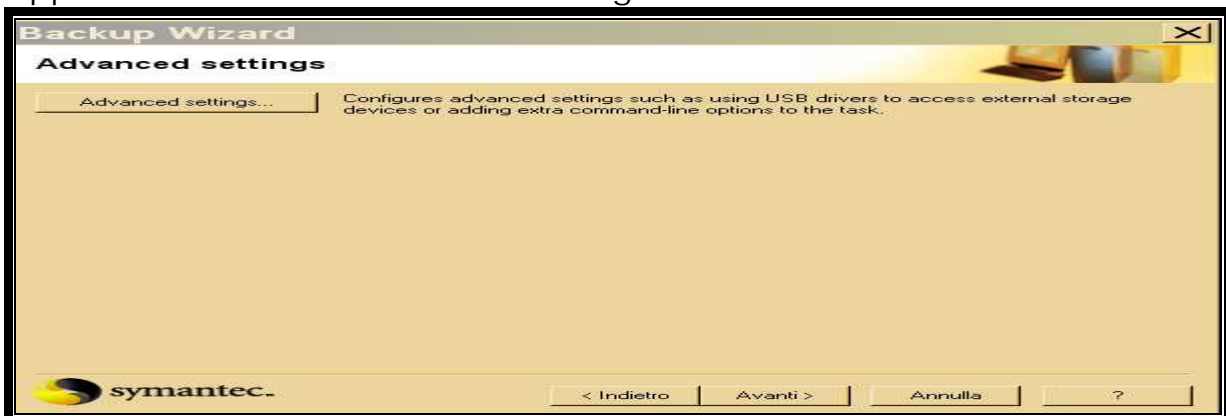 Backup Wizard
Advanced settings
Advanced settings...
Configures advanced settings such as using USB drivers to access external storage
devices or adding extra command-line options to the task.
symantec.
< Indietro
Avanti >
Annulla
?